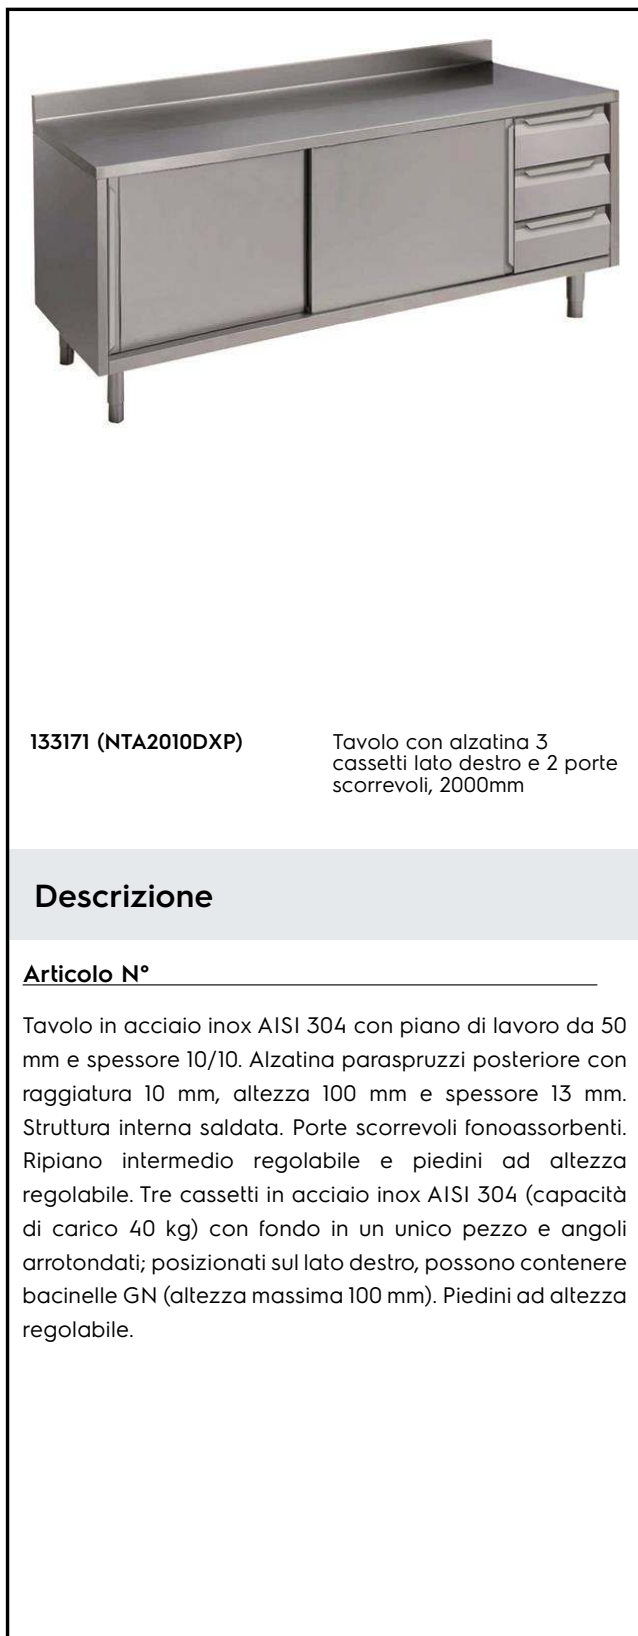 133171 (NTA2010DXP)
Tavolo con alzatina 3
cassetti lato destro e 2 porte
scorrevoli, 2000mm
Descrizione
Articolo N°
Tavolo in acciaio inox AISI 304 con piano di lavoro da 50
mm e spessore 10/10. Alzatina paraspruzzi posteriore con
raggiatura 10 mm, altezza 100 mm e spessore 13 mm.
Struttura interna saldata. Porte scorrevoli fonoassorbenti.
Ripiano intermedio regolabile e piedini ad altezza
regolabile. Tre cassetti in acciaio inox AISI 304 (capacità
di carico 40 kg) con fondo in un unico pezzo e angoli
arrotondati; posizionati sul lato destro, possono contenere
bacinelle GN (altezza massima 100 mm). Piedini ad altezza
regolabile.